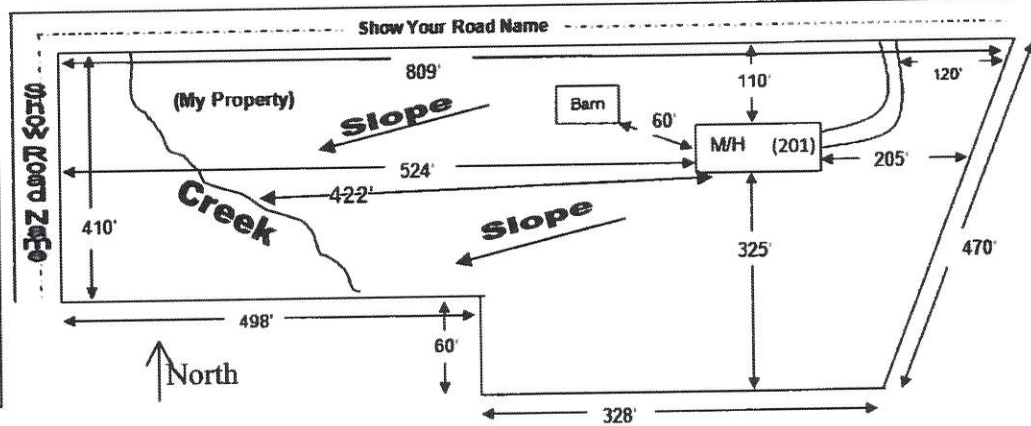 Show Your Road Name
Show Road Name
809'
110'
120'
(My Property)
Slope
Barn
60'
M/H (201)
524'
205'
422'
Creek
410'
Slope
325'
470'
498'
60'
North
328'